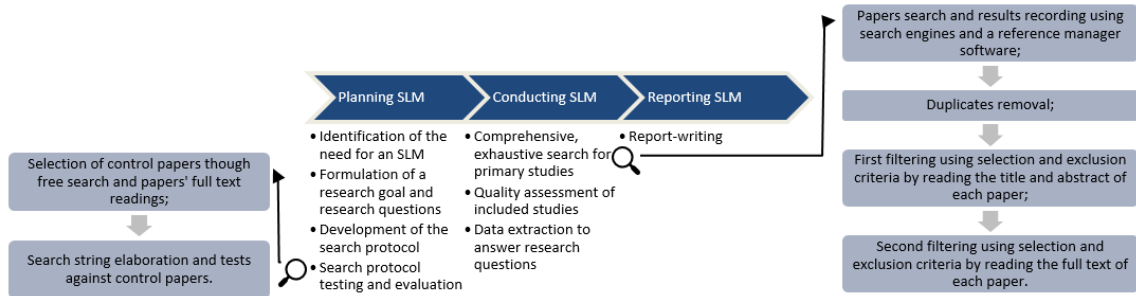 Selection of control papers though
free search and papers' full text
readings;
Search string elaboration and tests
against control papers.
Planning SLM
• Identification of the
need for an SLM
• Formulation of a
research goal and
research questions
• Development of the
search protocol
• Search protocol
testing and evaluation
Conducting SLM
• Comprehensive,
exhaustive search for
primary studies
• Quality assessment of
included studies
• Data extraction to
answer research
questions
Reporting SLM
• Report-writing
Papers search and results recording using
search engines and a reference manager
software;
Duplicates removal;
First filtering using selection and exclusion
criteria by reading the title and abstract of
each paper;
Second filtering using selection and
exclusion criteria by reading the full text of
each paper.